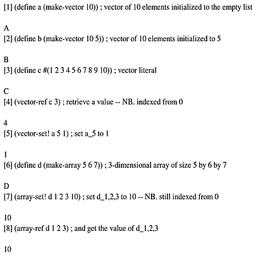 [1] (define a (make-vector 10)) ; vector of 10 elements initialized to the empty list
A
[2] (define b (make-vector 10 5)) ; vector of 10 elements initialized to 5
B
[3] (define c #(1 2 3 4 5 6 7 8 9 10)) ; vector literal
C
[4] (vector-ref c 3) ; retrieve a value -- NB. indexed from 0
4
[5] (vector-set! a 5 1) ; set a_5 to 1
1
[6] (define d (make-array 5 6 7)) ; 3-dimensional array of size 5 by 6 by 7
D
[7] (array-set! d 1 2 3 10) ; set d_1,2,3 to 10 -- NB. still indexed from 0
10
[8] (array-ref d 1 2 3) ; and get the value of d_1,2,3
10